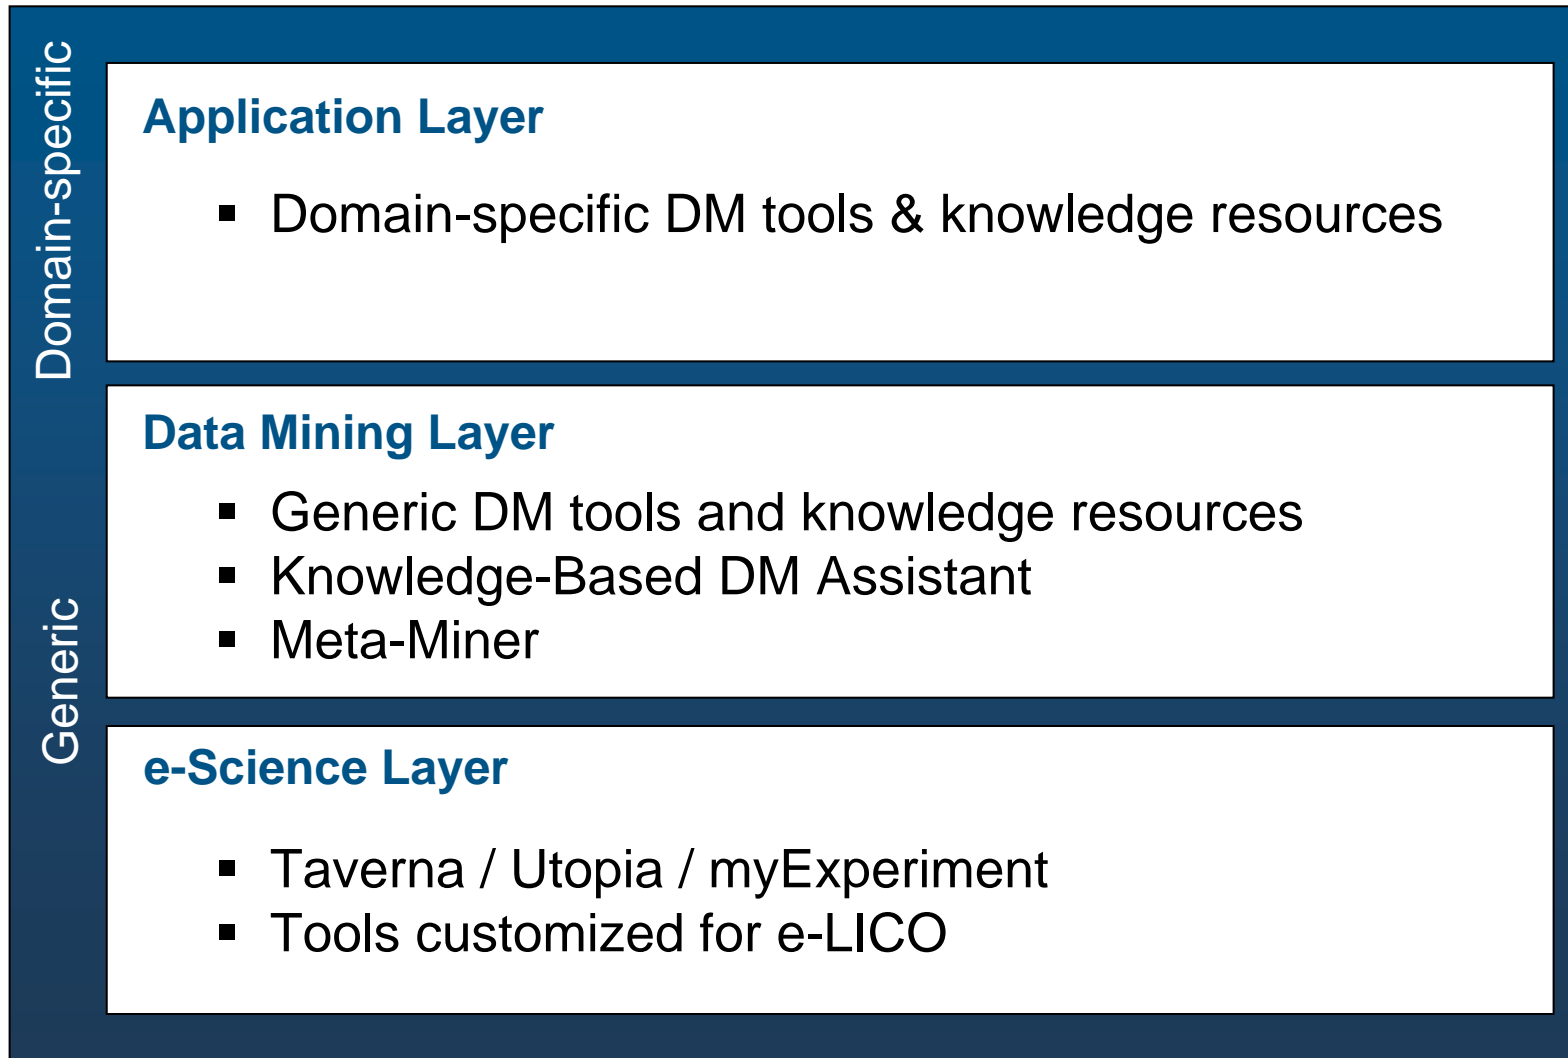 Domain-specific
Application Layer
▪ Domain-specific DM tools & knowledge resources
Generic
Data Mining Layer
▪ Generic DM tools and knowledge resources
▪ Knowledge-Based DM Assistant
▪ Meta-Miner
e-Science Layer
▪ Taverna / Utopia / myExperiment
▪ Tools customized for e-LICO